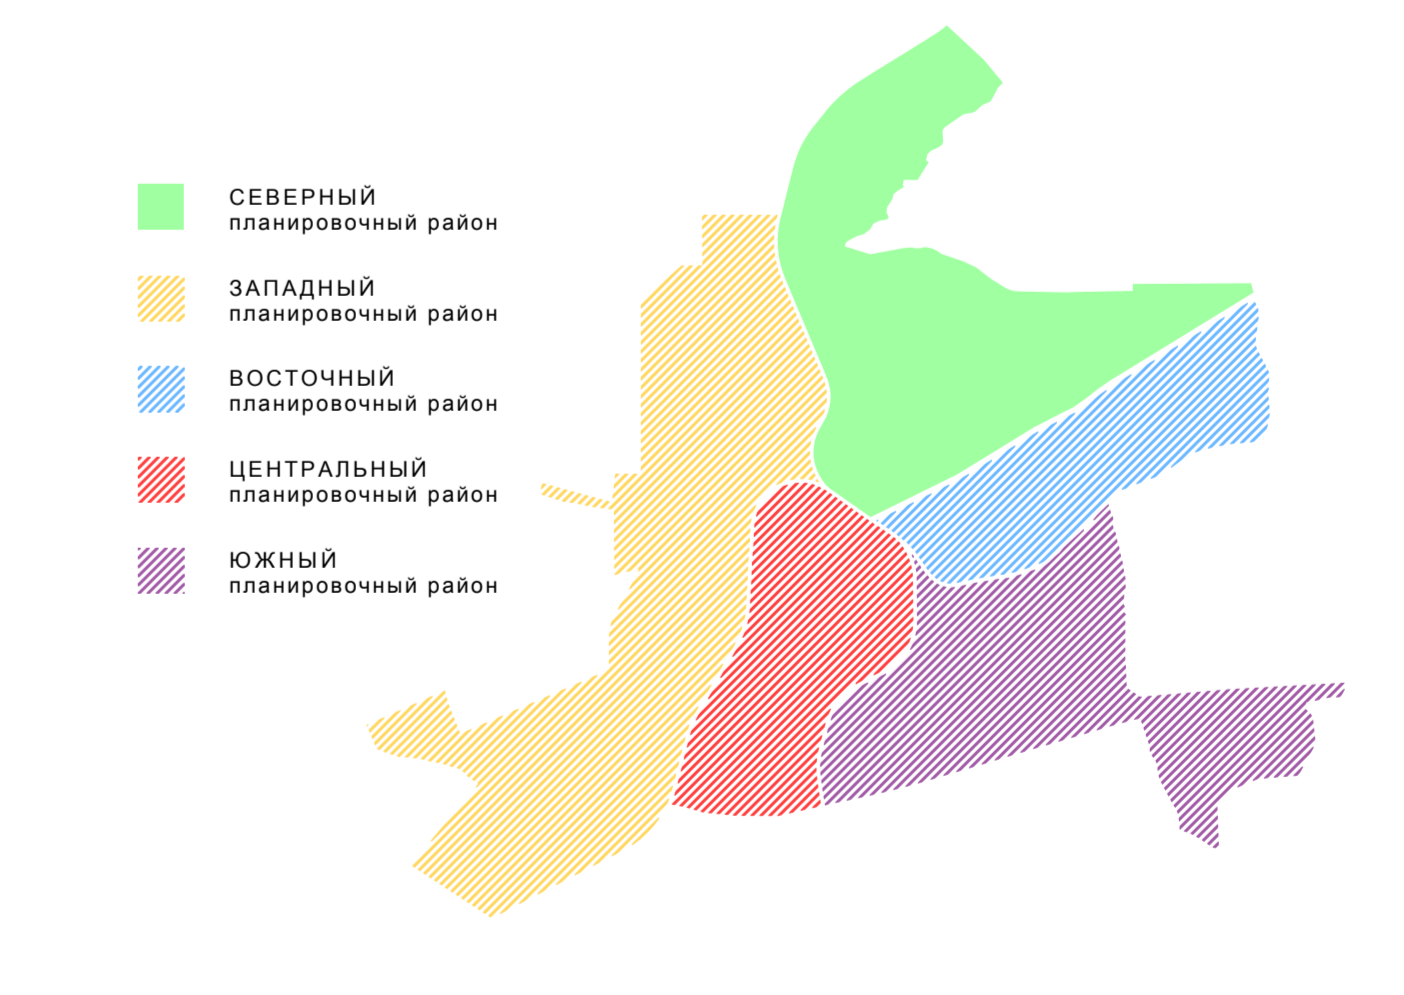 СЕВЕРНЫЙ
планировочный район
ЗАПАДНЫЙ
планировочный район
ВОСТОЧНЫЙ
планировочный район
ЦЕНТРАЛЬНЫЙ
планировочный район
ЮЖНЫЙ
планировочный район